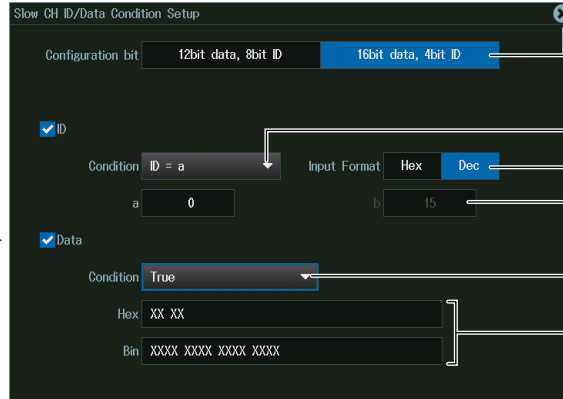 Slow CH ID/Data Condition Setup
Configuration bit 12bit data, 8bit ID 16bit data, 4bit ID
ID
Condition ID = a Input Format Hex Dec
a 0 b 15
Data
Condition True
Hex XX XX
Bin XXXX XXXX XXXX XXXX